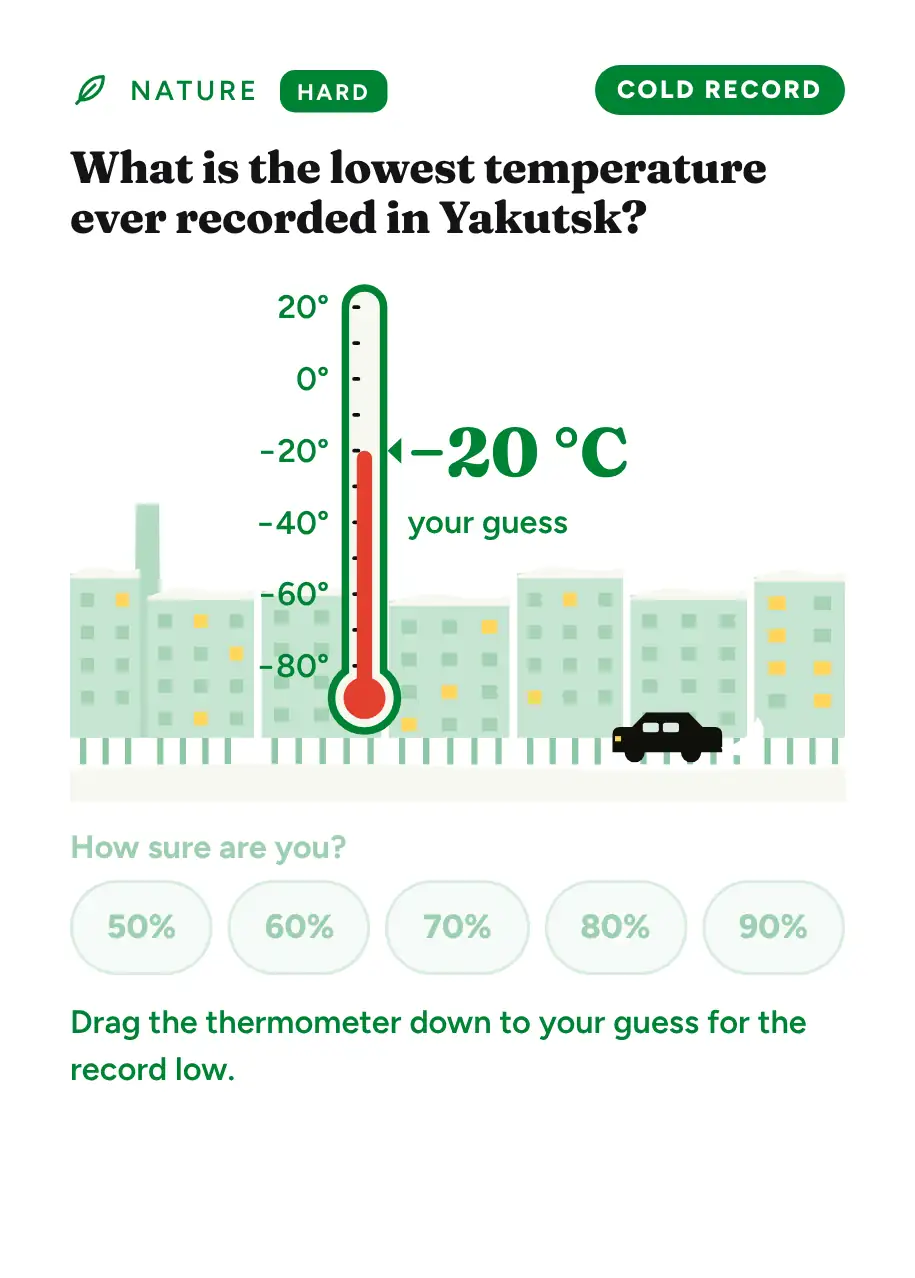 NATURE HARD COLD RECORD
What is the lowest temperature
ever recorded in Yakutsk?
20°
0°
−20° −20 °C
−40° your guess
−60°
−80°
How sure are you?
50% 60% 70% 80% 90%
Drag the thermometer down to your guess for the
record low.